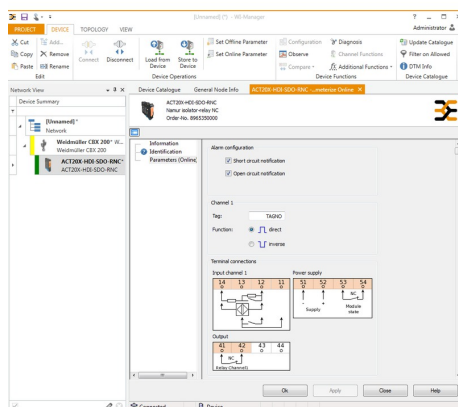 [Unnamed] (*) - WI-Manager
PROJECT DEVICE TOPOLOGY VIEW Administrator
Cut Add... Connect Disconnect Load from Device Store to Device Set Offline Parameter Configuration Diagnosis Update Catalogue
Copy Remove Set Online Parameter Observe Channel Functions Filter on Allowed
Paste Rename Compare Additional Functions DTM Info
Edit Device Operations Device Functions Device Catalogue
Network View
Device Summary
[Unnamed]*
Network
Weidmüller CBX 200* W...
Weidmüller CBX 200
ACT20X-HDI-SDO-RNC*
ACT20X-HDI-SDO-RNC
Device Catalogue General Node Info ACT20X-HDI-SDO-RNC -...meterize Online
ACT20X-HDI-SDO-RNC
Namur isolator-relay NC
Order-No. 8965350000
Information
Identification
Parameters (Online)
Alarm configuration
Short circuit notification
Open circuit notification
Channel 1
Tag: TAGNO
Function: direct
inverse
Terminal connections
Input channel 1 Power supply
14 13 12 11 51 52 53 54
NC
Supply Module state
Output
41 42 43 44
NC
Relay (Channel)
Ok Apply Close Help
Connected Device